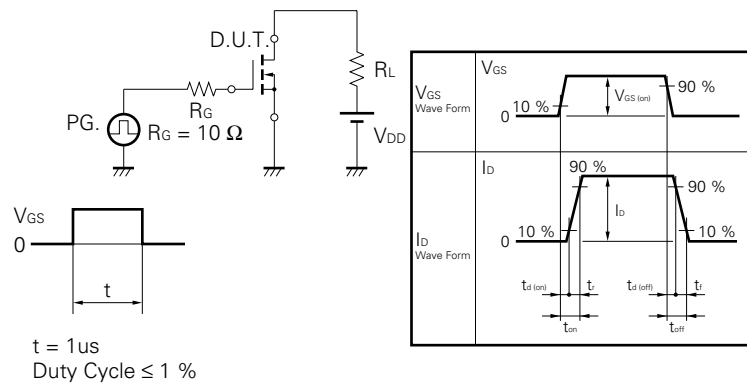 D.U.T.
RL
RG
PG.
RG = 10 Ω
VDD
VGS
0
t
t = 1us
Duty Cycle ≤ 1 %
VGS
Wave Form
VGS
10 %
0
VGS (on)
90 %
ID
Wave Form
ID
90 %
90 %
0
10 %
ID
10 %
td (on)
tr
td (off)
tf
ton
toff